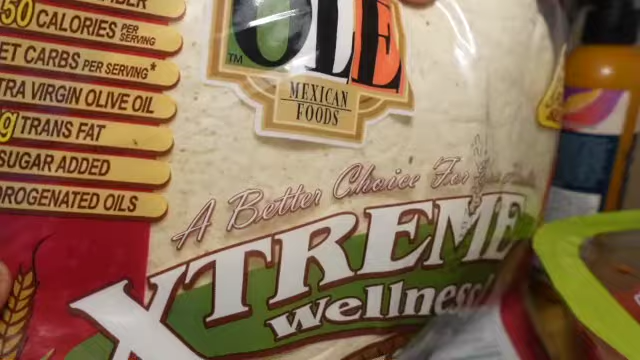 50 CALORIES PER SERVING
ET CARBS PER SERVING*
TRA VIRGIN OLIVE OIL
g TRANS FAT
SUGAR ADDED
DROGENATED OILS
OLE
TM
MEXICAN
FOODS
A Better Choice For
XTREME
Wellness!